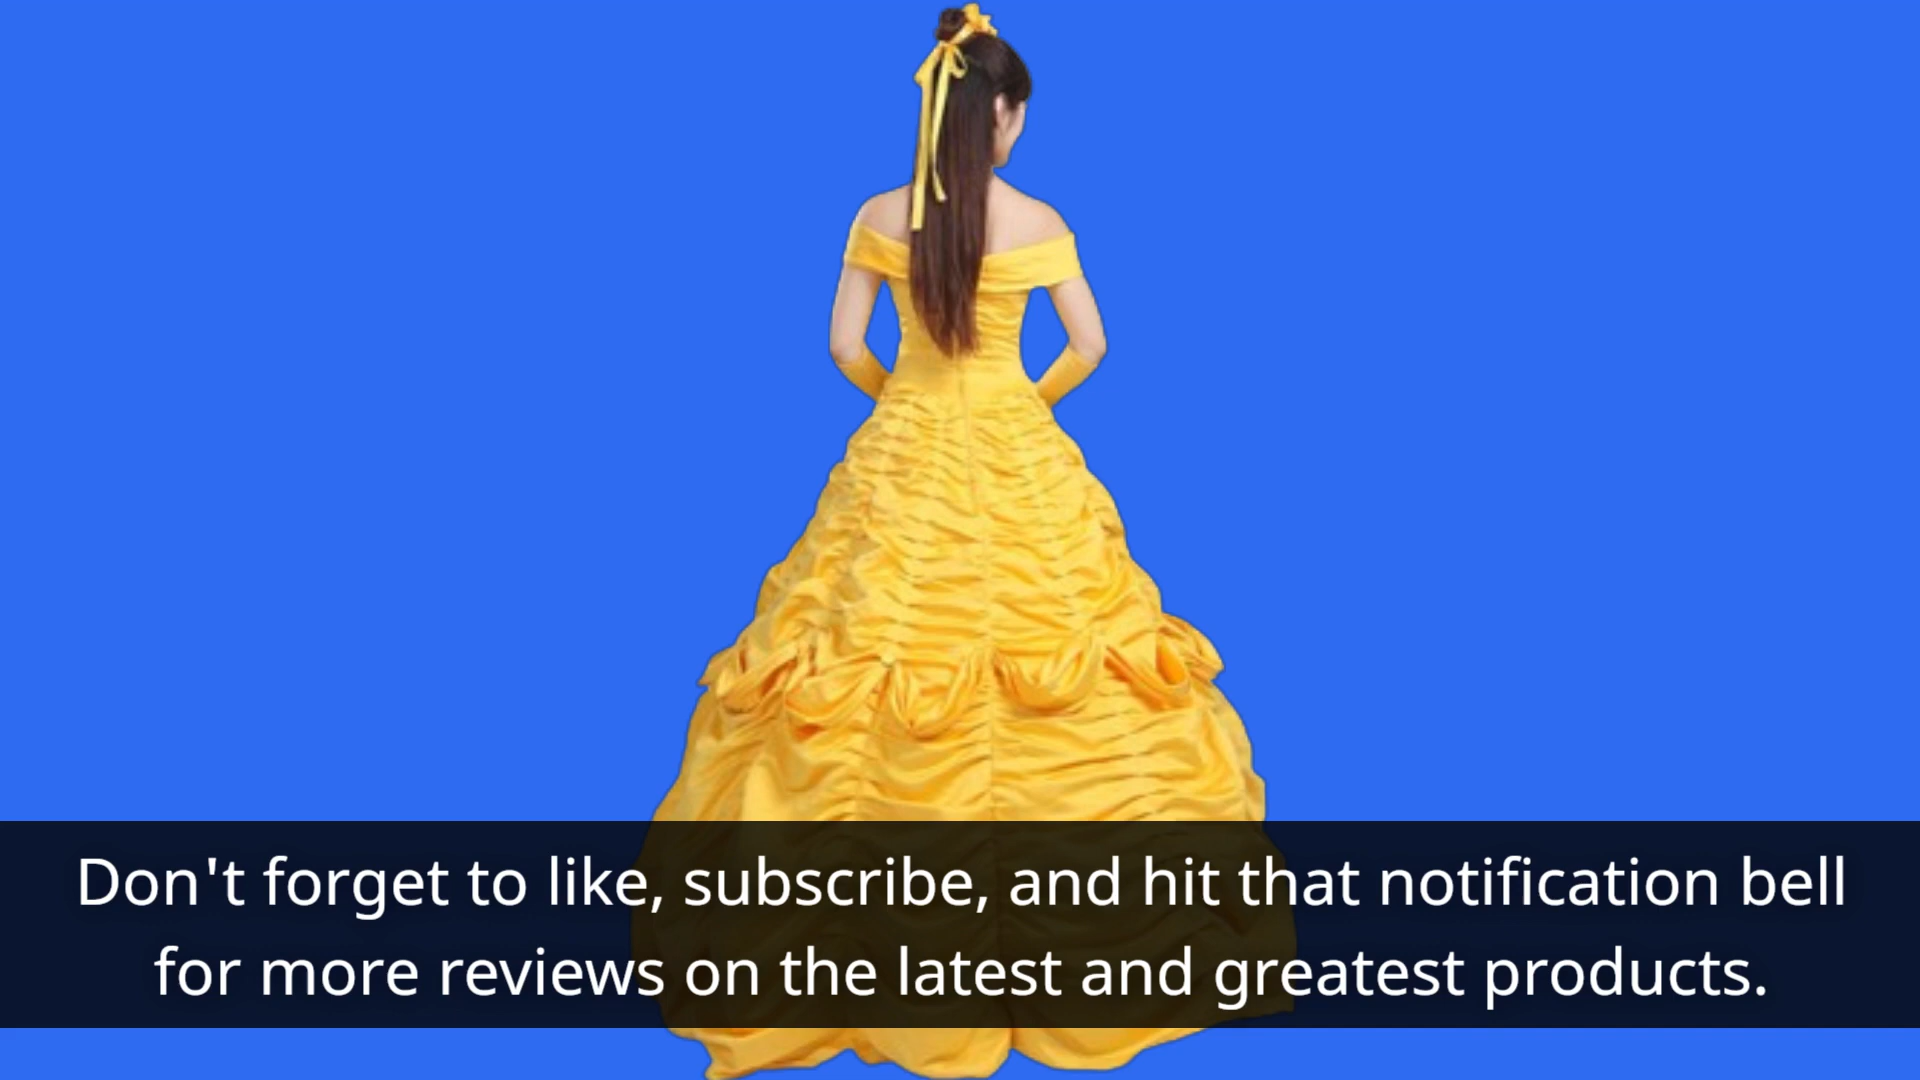 Don't forget to like, subscribe, and hit that notification bell
for more reviews on the latest and greatest products.